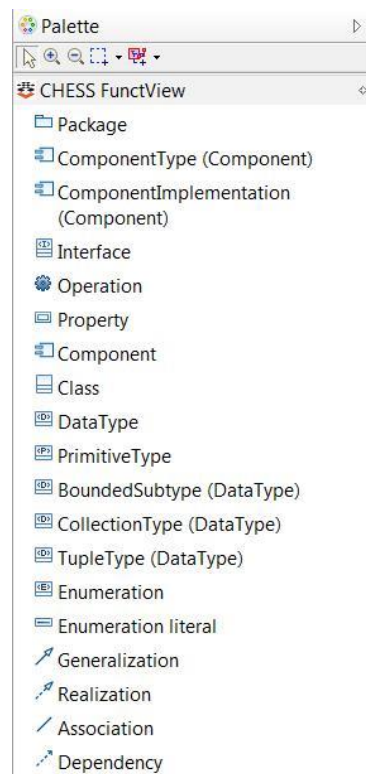 Palette
CHESS FunctView
Package
ComponentType (Component)
ComponentImplementation
(Component)
Interface
Operation
Property
Component
Class
DataType
PrimitiveType
BoundedSubtype (DataType)
CollectionType (DataType)
TupleType (DataType)
Enumeration
Enumeration literal
Generalization
Realization
Association
Dependency